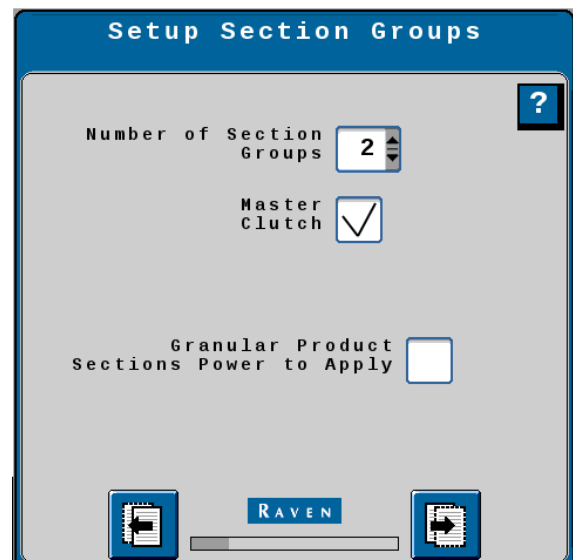 Setup Section Groups
?
Number of Section
Groups
2
Master
Clutch
Granular Product
Sections Power to Apply
RAVEN